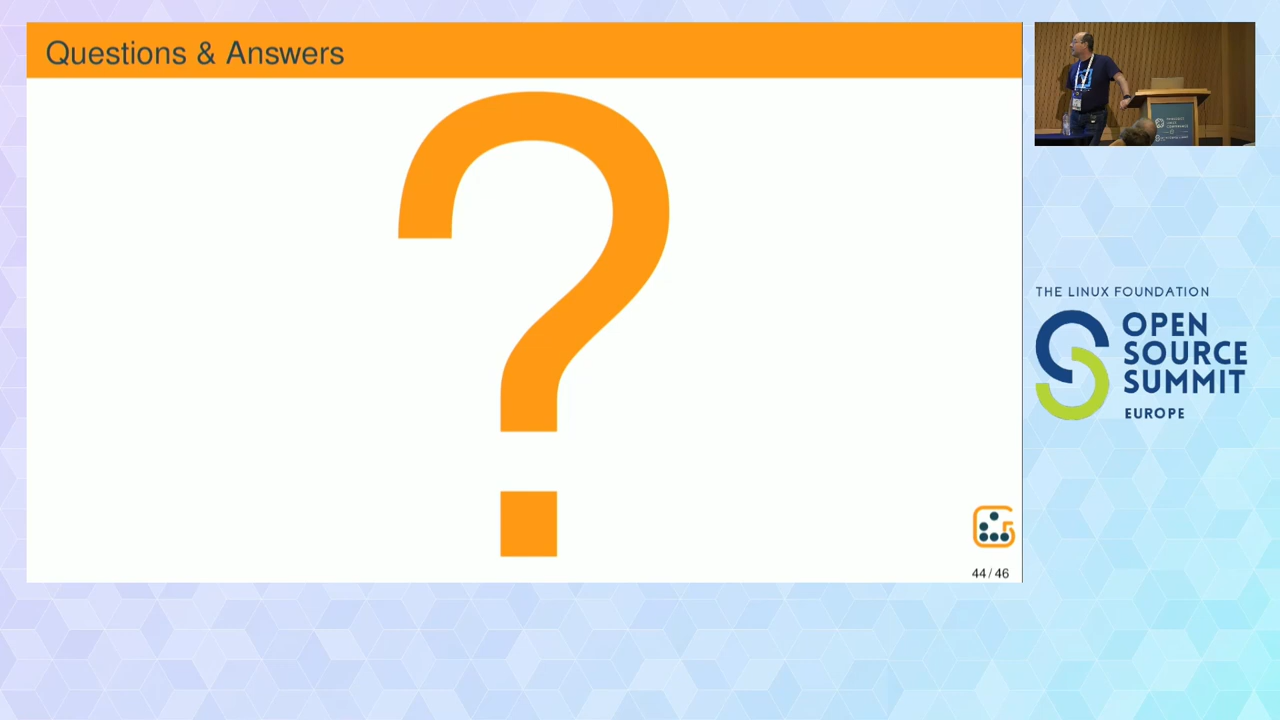 Questions & Answers
?
44 / 46
THE LINUX FOUNDATION
OPEN
SOURCE
SUMMIT
EUROPE